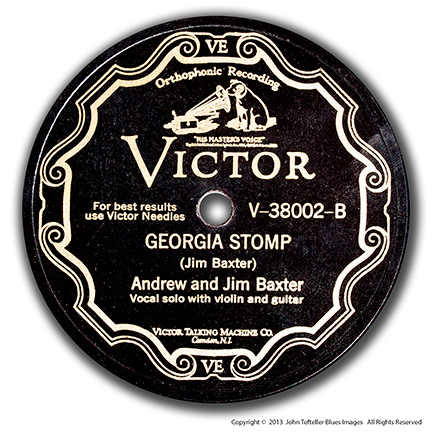 VE
Orthophonic Recording
"HIS MASTER'S VOICE"
VICTOR
For best results
use Victor Needles
V-38002-B
GEORGIA STOMP
(Jim Baxter)
Andrew and Jim Baxter
Vocal solo with violin and guitar
VICTOR TALKING MACHINE CO.
Camden, N.J.
VE
Copyright © 2013 John Tefteller Blues Images All Rights Reserved